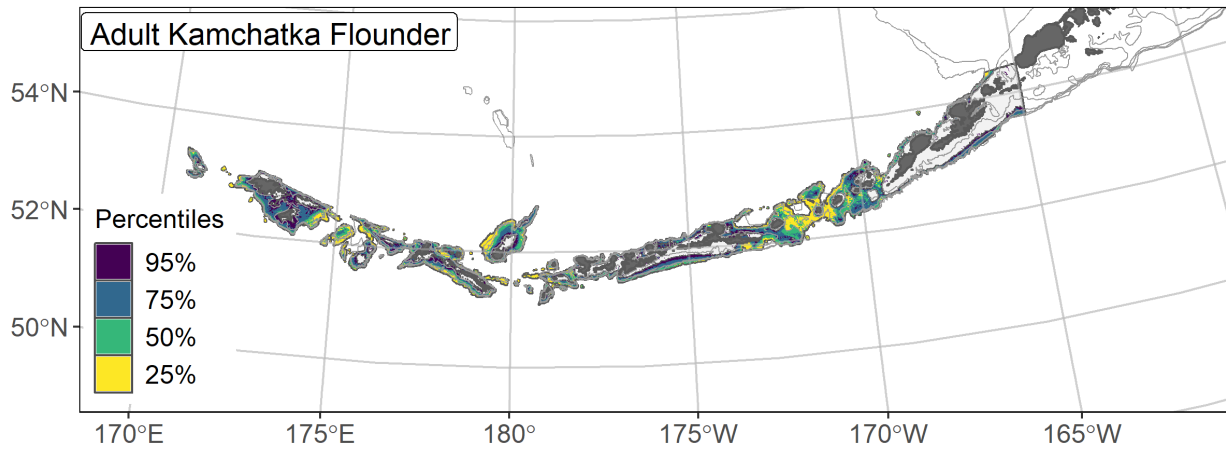 Adult Kamchatka Flounder
54°N
52°N
50°N
Percentiles
95%
75%
50%
25%
170°E
175°E
180°
175°W
170°W
165°W